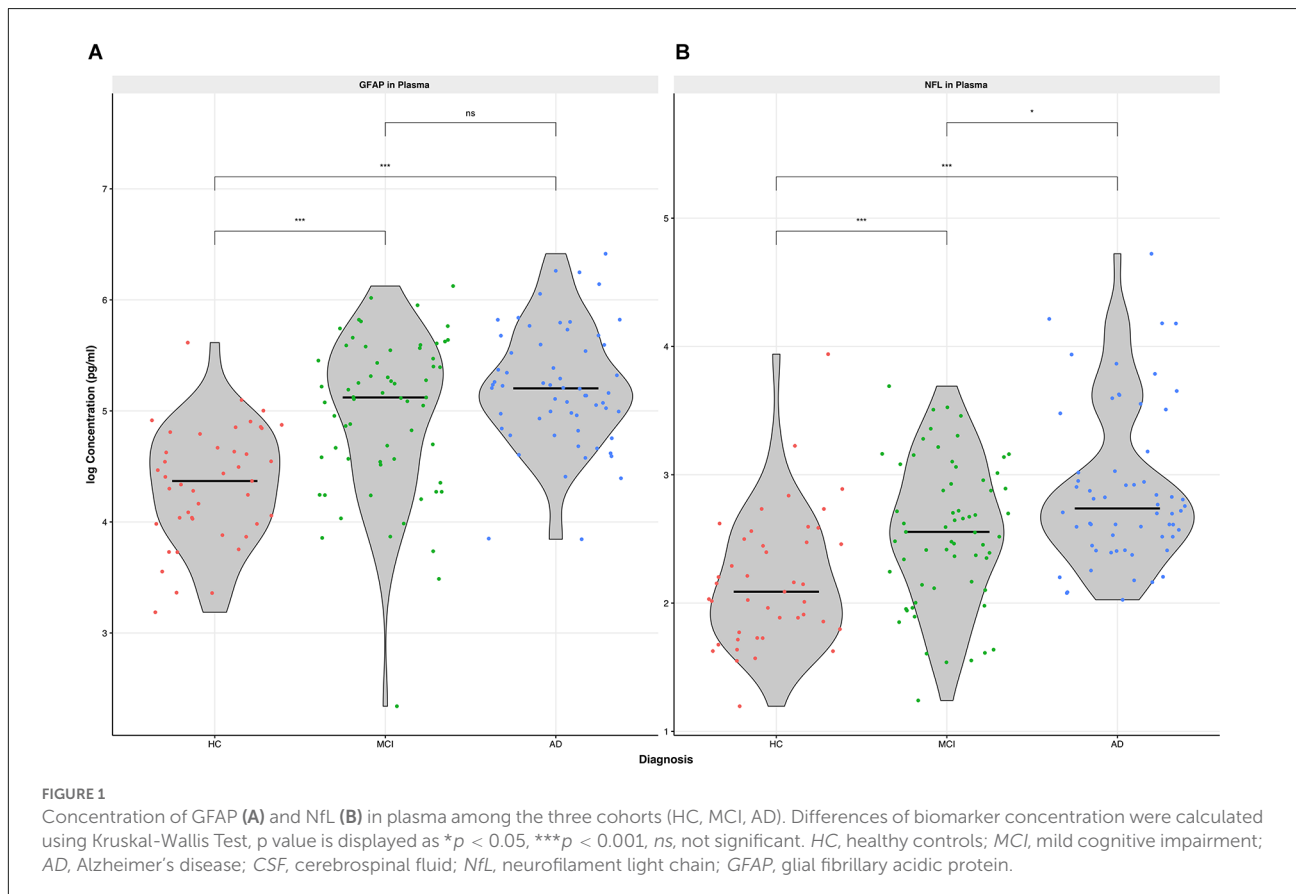 A
B
GFAP in Plasma
NFL in Plasma
ns
*
***
***
***
***
7
6
5
4
3
5
4
3
2
1
log Concentration (pg/ml)
HC
MCI
AD
HC
MCI
AD
Diagnosis
FIGURE 1
Concentration of GFAP (A) and NfL (B) in plasma among the three cohorts (HC, MCI, AD). Differences of biomarker concentration were calculated
using Kruskal-Wallis Test, p value is displayed as *p < 0.05, ***p < 0.001, ns, not significant. HC, healthy controls; MCI, mild cognitive impairment;
AD, Alzheimer's disease; CSF, cerebrospinal fluid; NfL, neurofilament light chain; GFAP, glial fibrillary acidic protein.